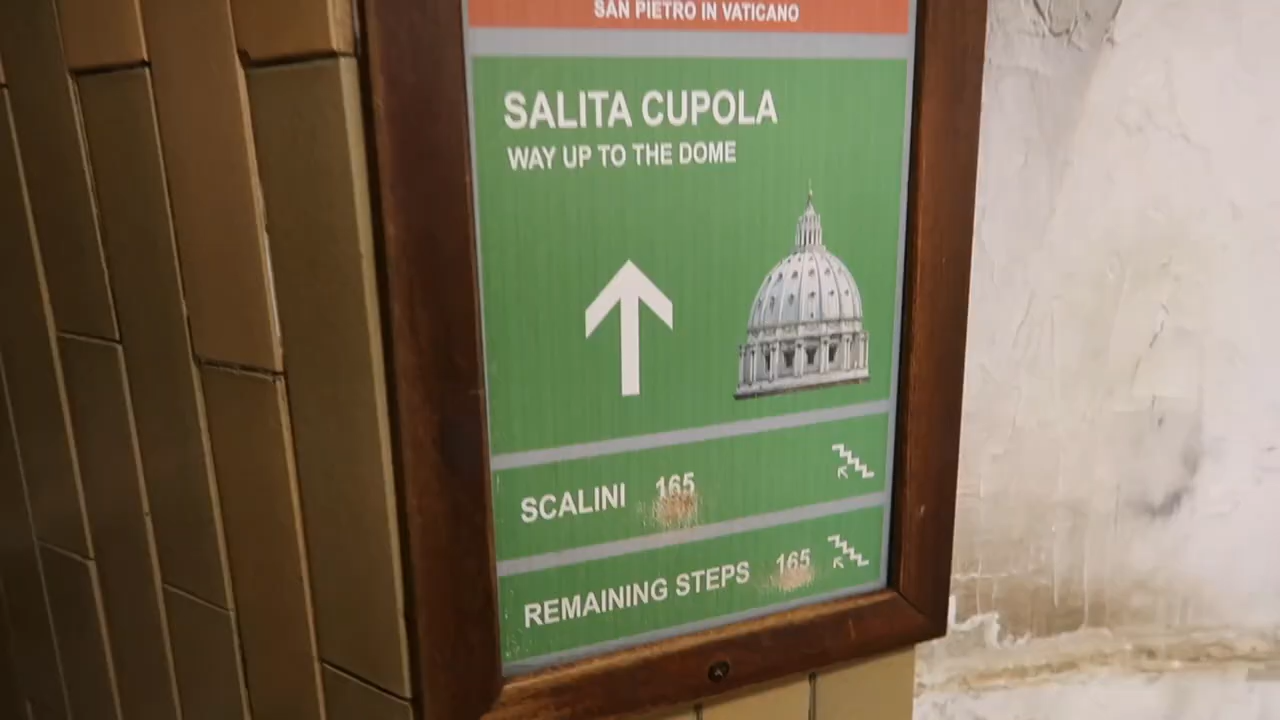 SAN PIETRO IN VATICANO
SALITA CUPOLA
WAY UP TO THE DOME
SCALINI 165
REMAINING STEPS 165